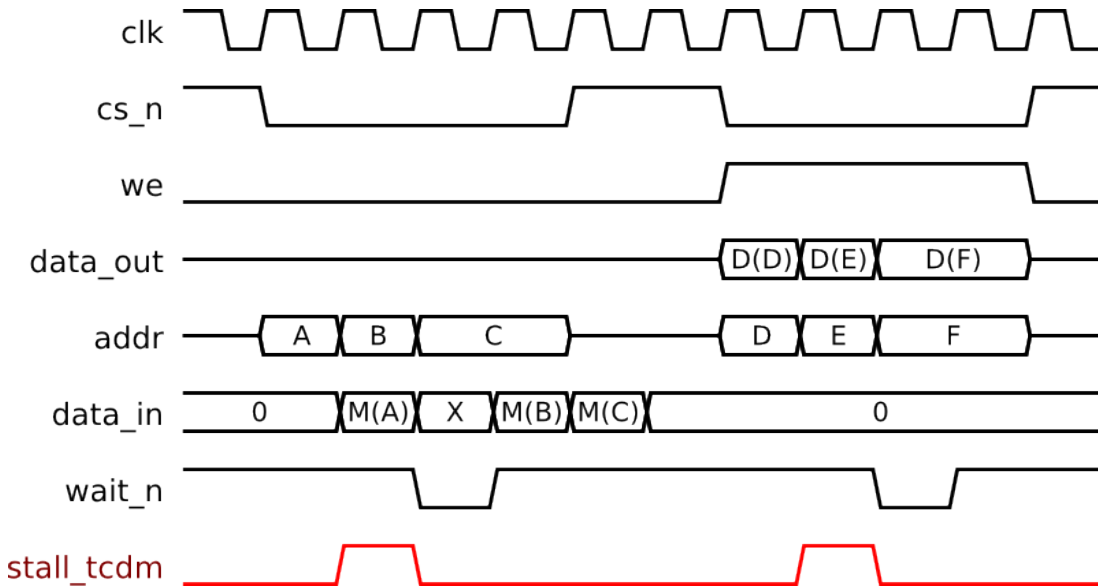 clk
cs_n
we
data_out D(D) D(E) D(F)
addr A B C D E F
data_in 0 M(A) X M(B) M(C) 0
wait_n
stall_tcdm